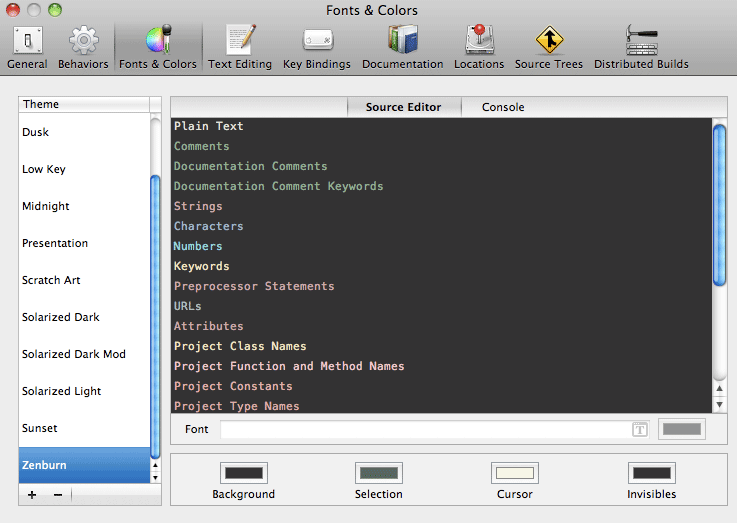 Fonts & Colors
General Behaviors Fonts & Colors Text Editing Key Bindings Documentation Locations Source Trees Distributed Builds
Theme
Dusk
Low Key
Midnight
Presentation
Scratch Art
Solarized Dark
Solarized Dark Mod
Solarized Light
Sunset
Zenburn
Source Editor Console
Plain Text
Comments
Documentation Comments
Documentation Comment Keywords
Strings
Characters
Numbers
Keywords
Preprocessor Statements
URLs
Attributes
Project Class Names
Project Function and Method Names
Project Constants
Project Type Names
Font T
Background Selection Cursor Invisibles